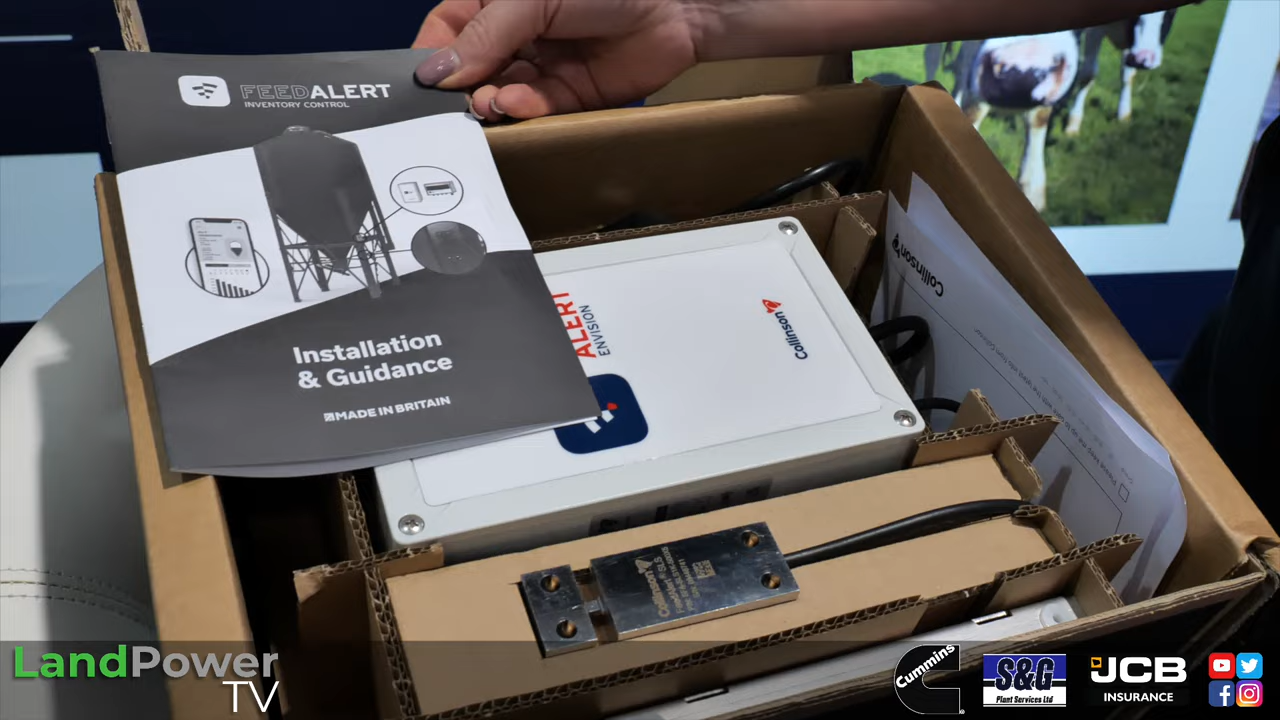 FEEDALERT
INVENTORY CONTROL
Installation
& Guidance
MADE IN BRITAIN
ALERT
ENVISION
Collinson
Collinson
Collinson
LandPower
TV
Cummins
S&G
Plant Services Ltd
JCB
INSURANCE